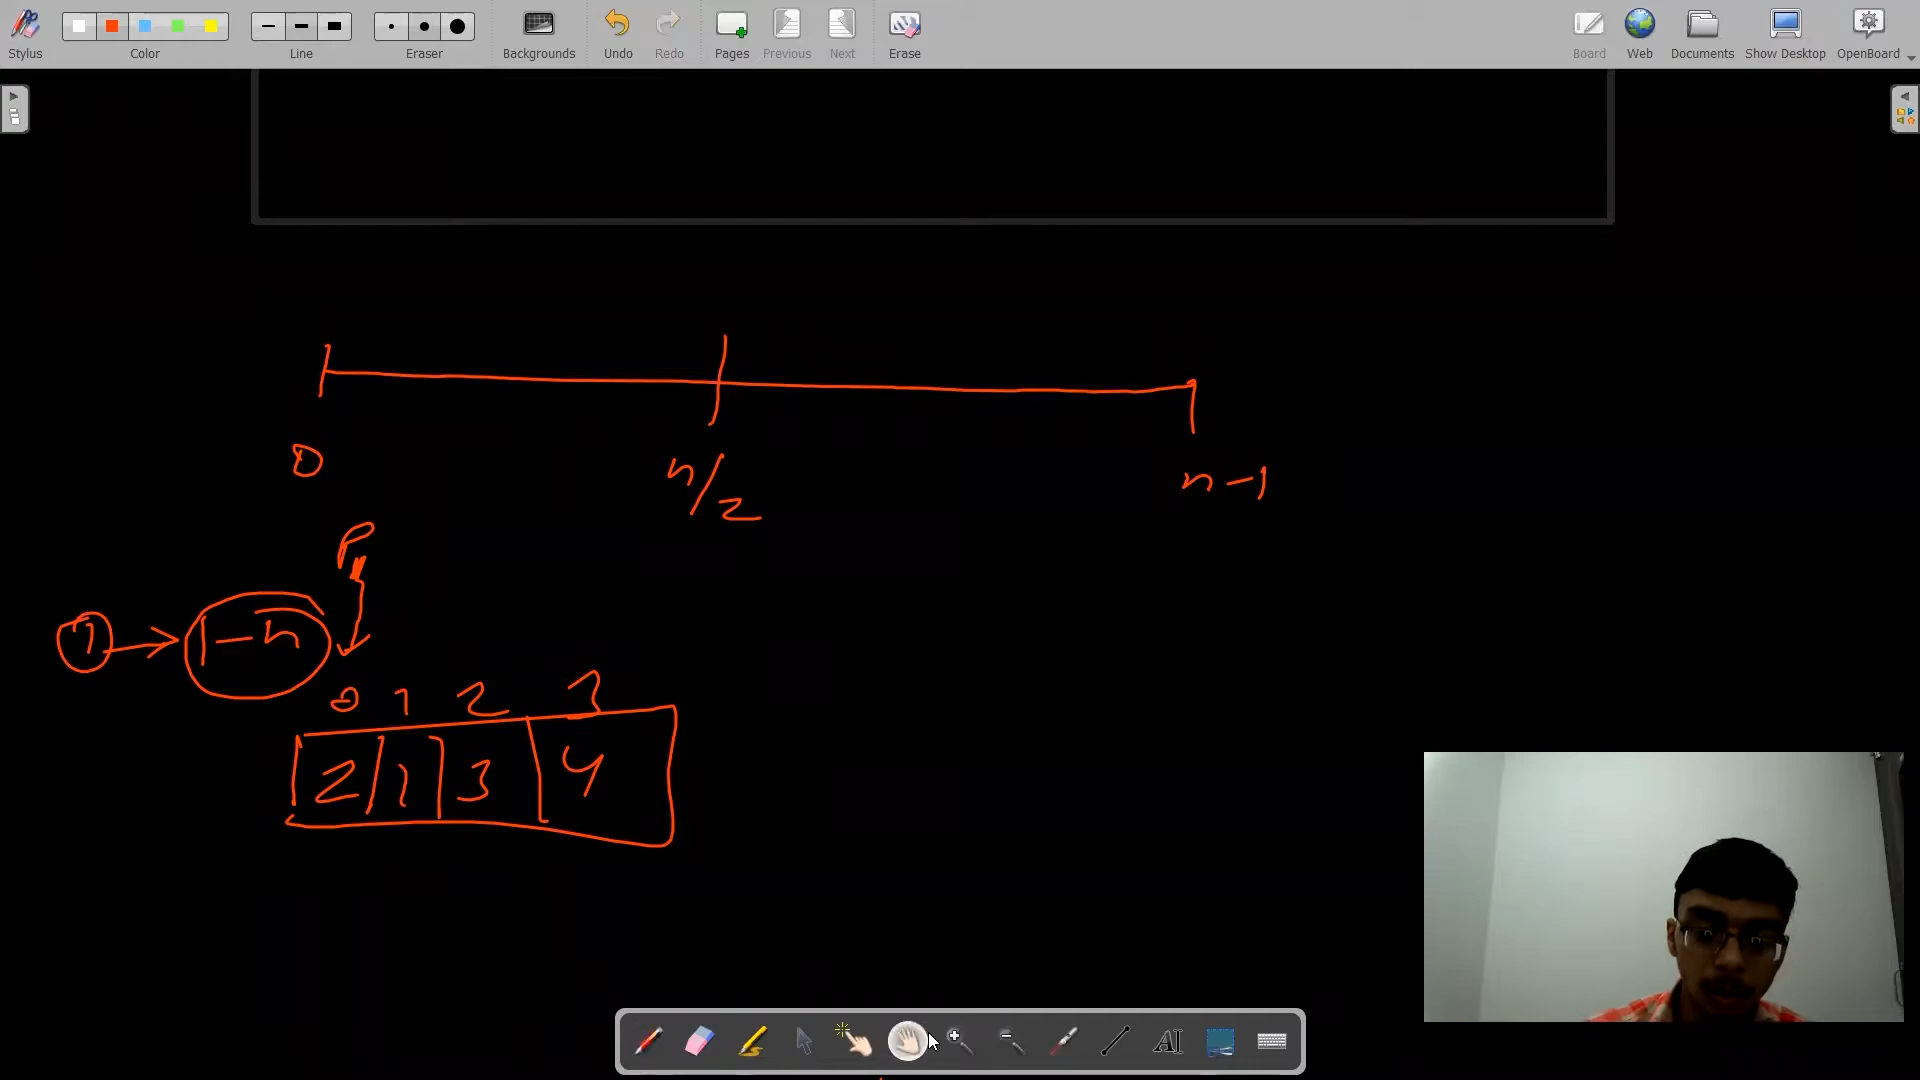 Stylus Color Line Eraser Backgrounds Undo Redo Pages Previous Next Erase Board Web Documents Show Desktop OpenBoard
0 n/2 n-1
P
1 → 1-n
0 1 2 3
2 1 3 4
AI